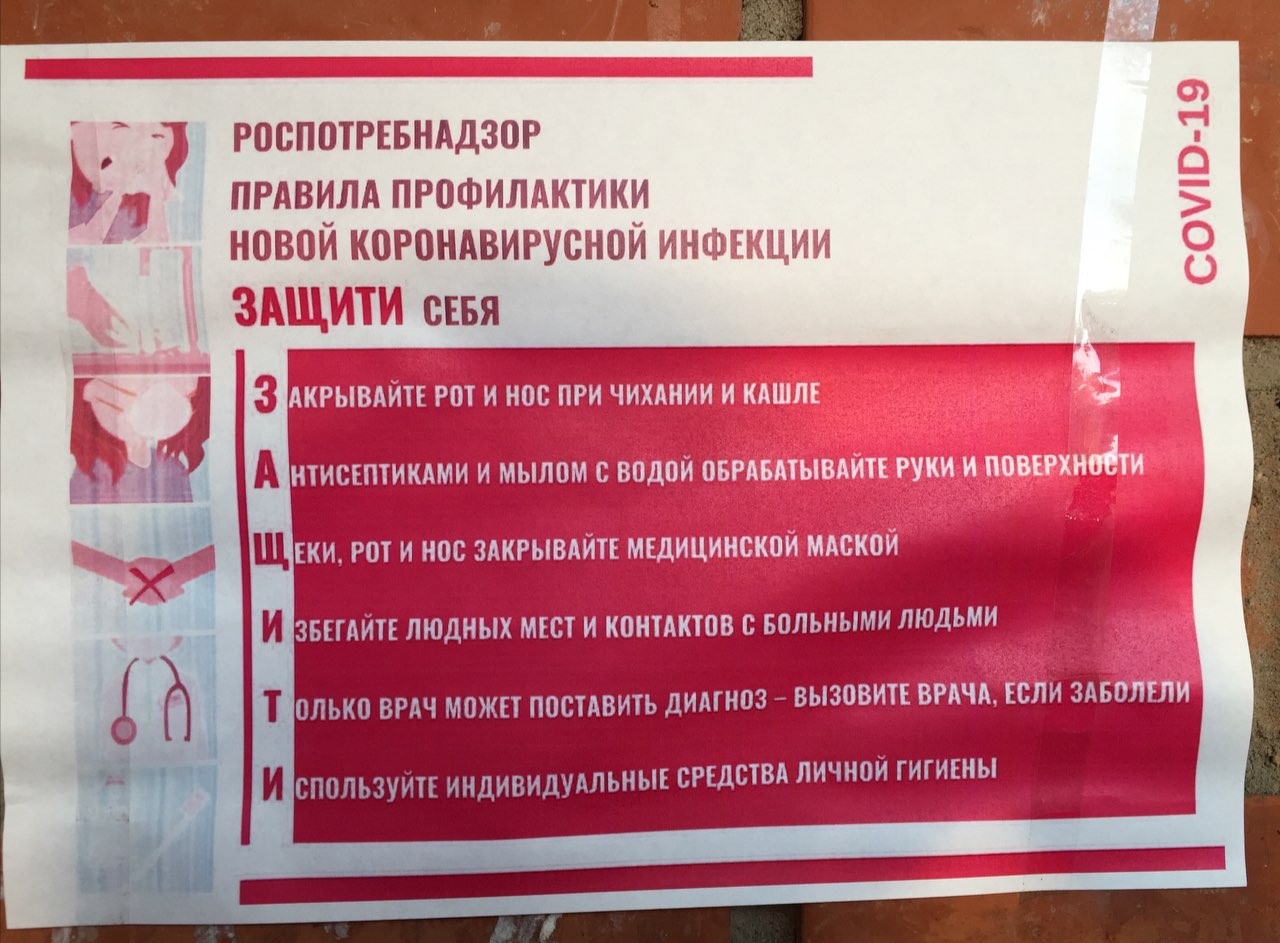 РОСПОТРЕБНАДЗОР
ПРАВИЛА ПРОФИЛАКТИКИ
НОВОЙ КОРОНАВИРУСНОЙ ИНФЕКЦИИ
ЗАЩИТИ СЕБЯ
ЗАКРЫВАЙТЕ РОТ И НОС ПРИ ЧИХАНИИ И КАШЛЕ
АНТИСЕПТИКАМИ И МЫЛОМ С ВОДОЙ ОБРАБАТЫВАЙТЕ РУКИ И ПОВЕРХНОСТИ
ЩЕКИ, РОТ И НОС ЗАКРЫВАЙТЕ МЕДИЦИНСКОЙ МАСКОЙ
ИЗБЕГАЙТЕ ЛЮДНЫХ МЕСТ И КОНТАКТОВ С БОЛЬНЫМИ ЛЮДЬМИ
ТОЛЬКО ВРАЧ МОЖЕТ ПОСТАВИТЬ ДИАГНОЗ – ВЫЗОВИТЕ ВРАЧА, ЕСЛИ ЗАБОЛЕЛИ
ИСПОЛЬЗУЙТЕ ИНДИВИДУАЛЬНЫЕ СРЕДСТВА ЛИЧНОЙ ГИГИЕНЫ
COVID-19